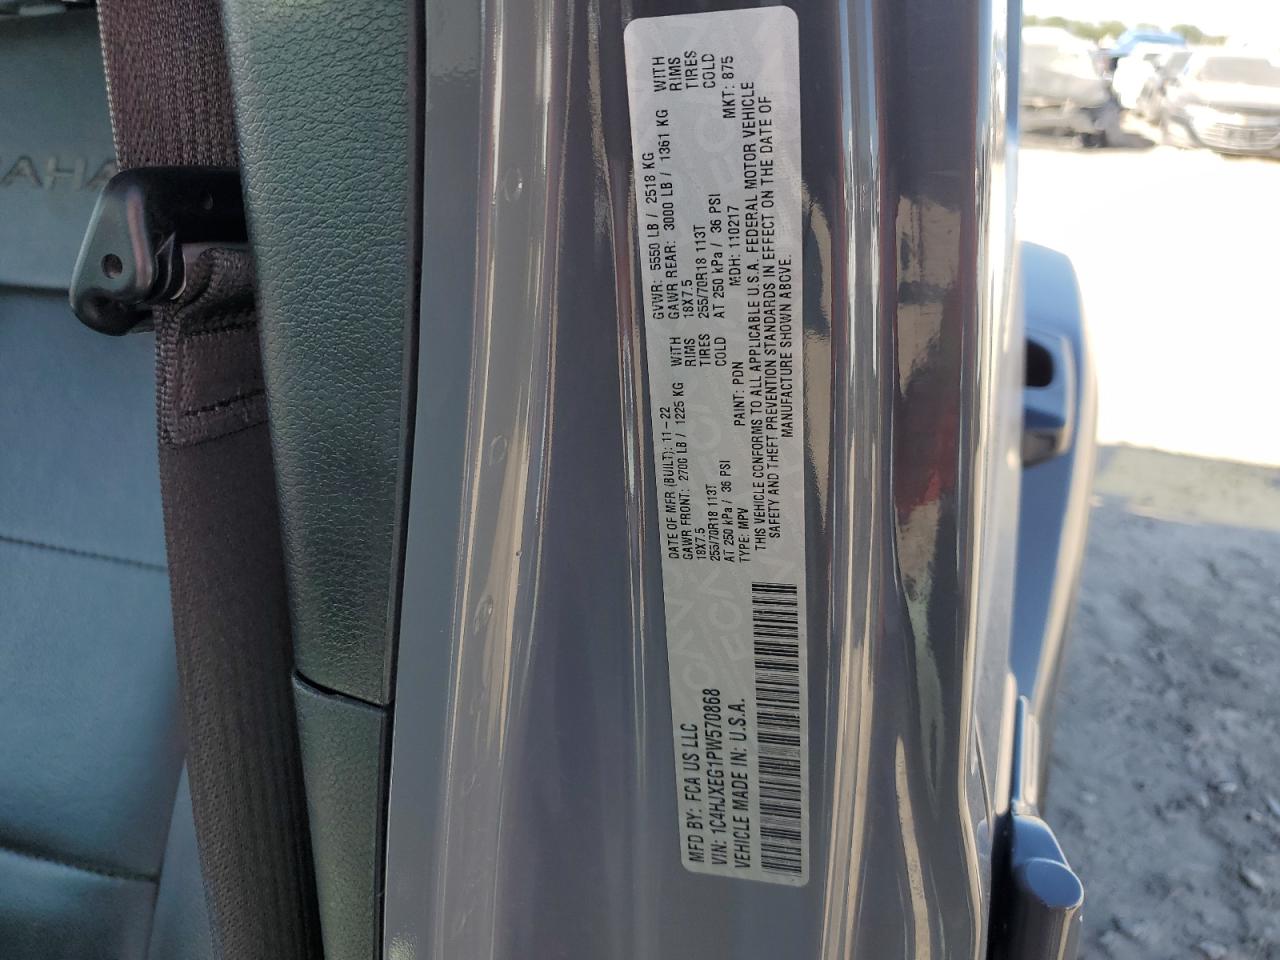 MFD BY: FCA US LLC
VIN: 1C4HJXEG1PW570868
VEHICLE MADE IN: U.S.A.
DATE OF MFR (BUILT): 11-22 GVWR: 5550 LB / 2518 KG
GAWR FRONT: 2700 LB / 1225 KG WITH GAWR REAR: 3000 LB / 1361 KG WITH
18X7.5 RIMS 18X7.5 RIMS
255/70R18 113T TIRES 255/70R18 113T TIRES
AT 250 kPa / 36 PSI COLD AT 250 kPa / 36 PSI COLD
TYPE: MPV PAINT: PDN MDH: 110217 MKT: 875
THIS VEHICLE CONFORMS TO ALL APPLICABLE U.S.A. FEDERAL MOTOR VEHICLE
SAFETY AND THEFT PREVENTION STANDARDS IN EFFECT ON THE DATE OF
MANUFACTURE SHOWN ABOVE.